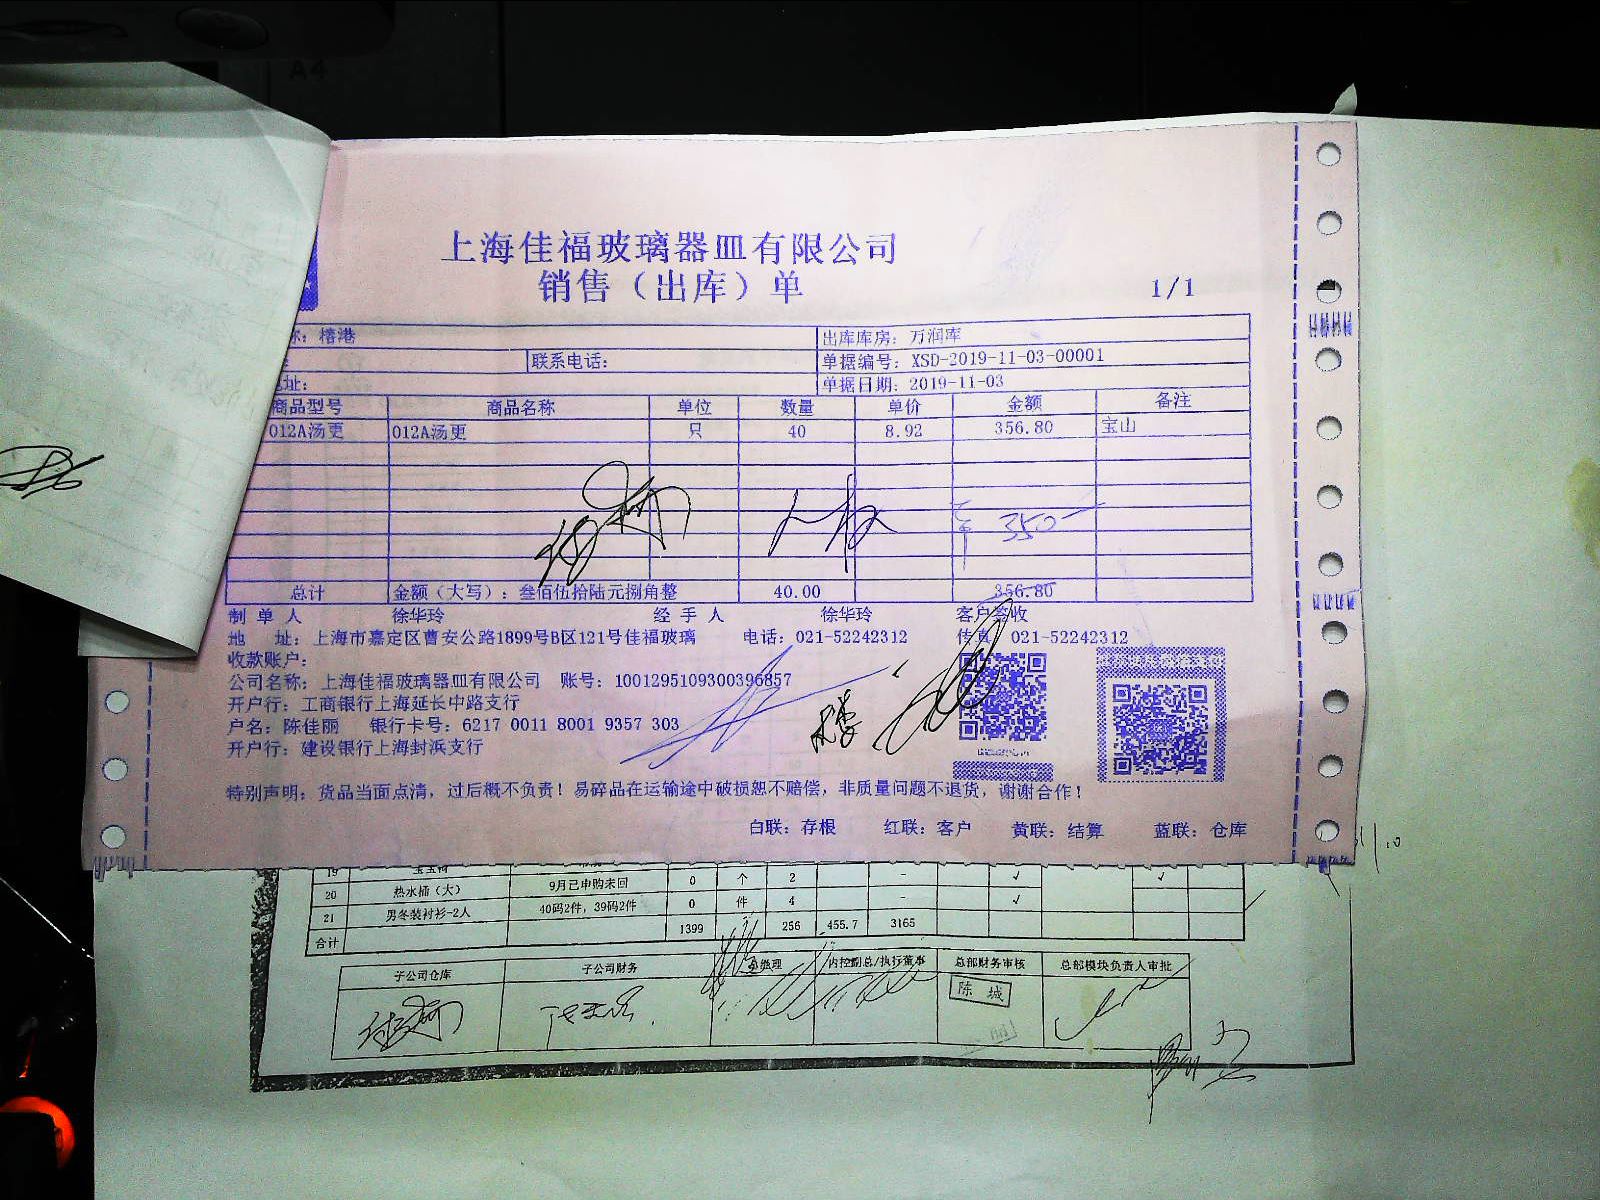 A4
上海佳福玻璃器皿有限公司
销售（出库）单
1/1
称：椿港 出库库房：万润库
联系电话： 单据编号：XSD-2019-11-03-00001
址： 单据日期：2019-11-03
商品型号 商品名称 单位 数量 单价 金额 备注
012A汤更 012A汤更 只 40 8.92 356.80 宝山
350
总计 金额（大写）：叁佰伍拾陆元捌角整 40.00 356.80
制单人 徐华玲 经手人 徐华玲 客户签收
地 址：上海市嘉定区曹安公路1899号B区121号佳福玻璃 电话：021-52242312 传真 021-52242312
收款账户：
公司名称：上海佳福玻璃器皿有限公司 账号：1001295109300396857
开户行：工商银行上海延长中路支行
户名：陈佳丽 银行卡号：6217 0011 8001 9357 303
开户行：建设银行上海封浜支行
特别声明：货品当面点清，过后概不负责！易碎品在运输途中破损恕不赔偿，非质量问题不退货，谢谢合作！
白联：存根 红联：客户 黄联：结算 蓝联：仓库
19 2 - √ √
20 热水桶（大） 9月已申购未回 0 个 4 - √
21 男冬装衬衫-2人 40码2件，39码2件 0 件
合计 1399 256 455.7 3165
子公司仓库 子公司财务 总经理 内控副总/执行董事 总部财务审核 总部模块负责人审批
陈城